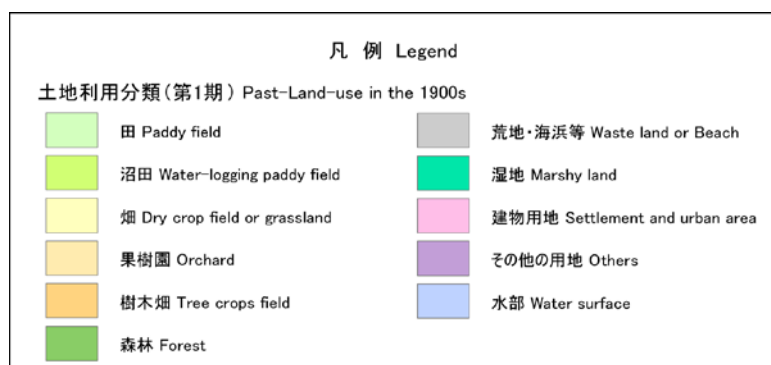 凡 例 Legend
土地利用分類(第1期) Past-Land-use in the 1900s
田 Paddy field
沼田 Water-logging paddy field
畑 Dry crop field or grassland
果樹園 Orchard
樹木畑 Tree crops field
森林 Forest
荒地・海浜等 Waste land or Beach
湿地 Marshy land
建物用地 Settlement and urban area
その他の用地 Others
水部 Water surface